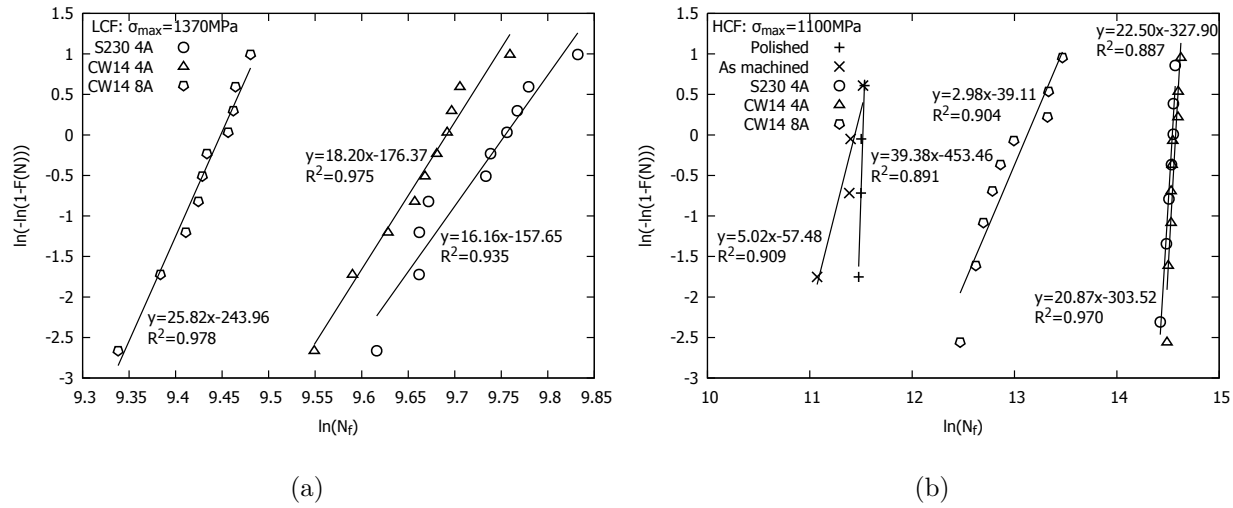 LCF: σmax=1370MPa
S230 4A
CW14 4A
CW14 8A
y=18.20x-176.37
R²=0.975
y=16.16x-157.65
R²=0.935
y=25.82x-243.96
R²=0.978
ln(-ln(1-F(N)))
1.5
1
0.5
0
-0.5
-1
-1.5
-2
-2.5
-3
9.3 9.35 9.4 9.45 9.5 9.55 9.6 9.65 9.7 9.75 9.8 9.85
ln(Nf)
(a)
HCF: σmax=1100MPa
Polished
As machined
S230 4A
CW14 4A
CW14 8A
y=22.50x-327.90
R²=0.887
y=2.98x-39.11
R²=0.904
y=39.38x-453.46
R²=0.891
y=5.02x-57.48
R²=0.909
y=20.87x-303.52
R²=0.970
ln(-ln(1-F(N)))
1.5
1
0.5
0
-0.5
-1
-1.5
-2
-2.5
-3
10 11 12 13 14 15
ln(Nf)
(b)